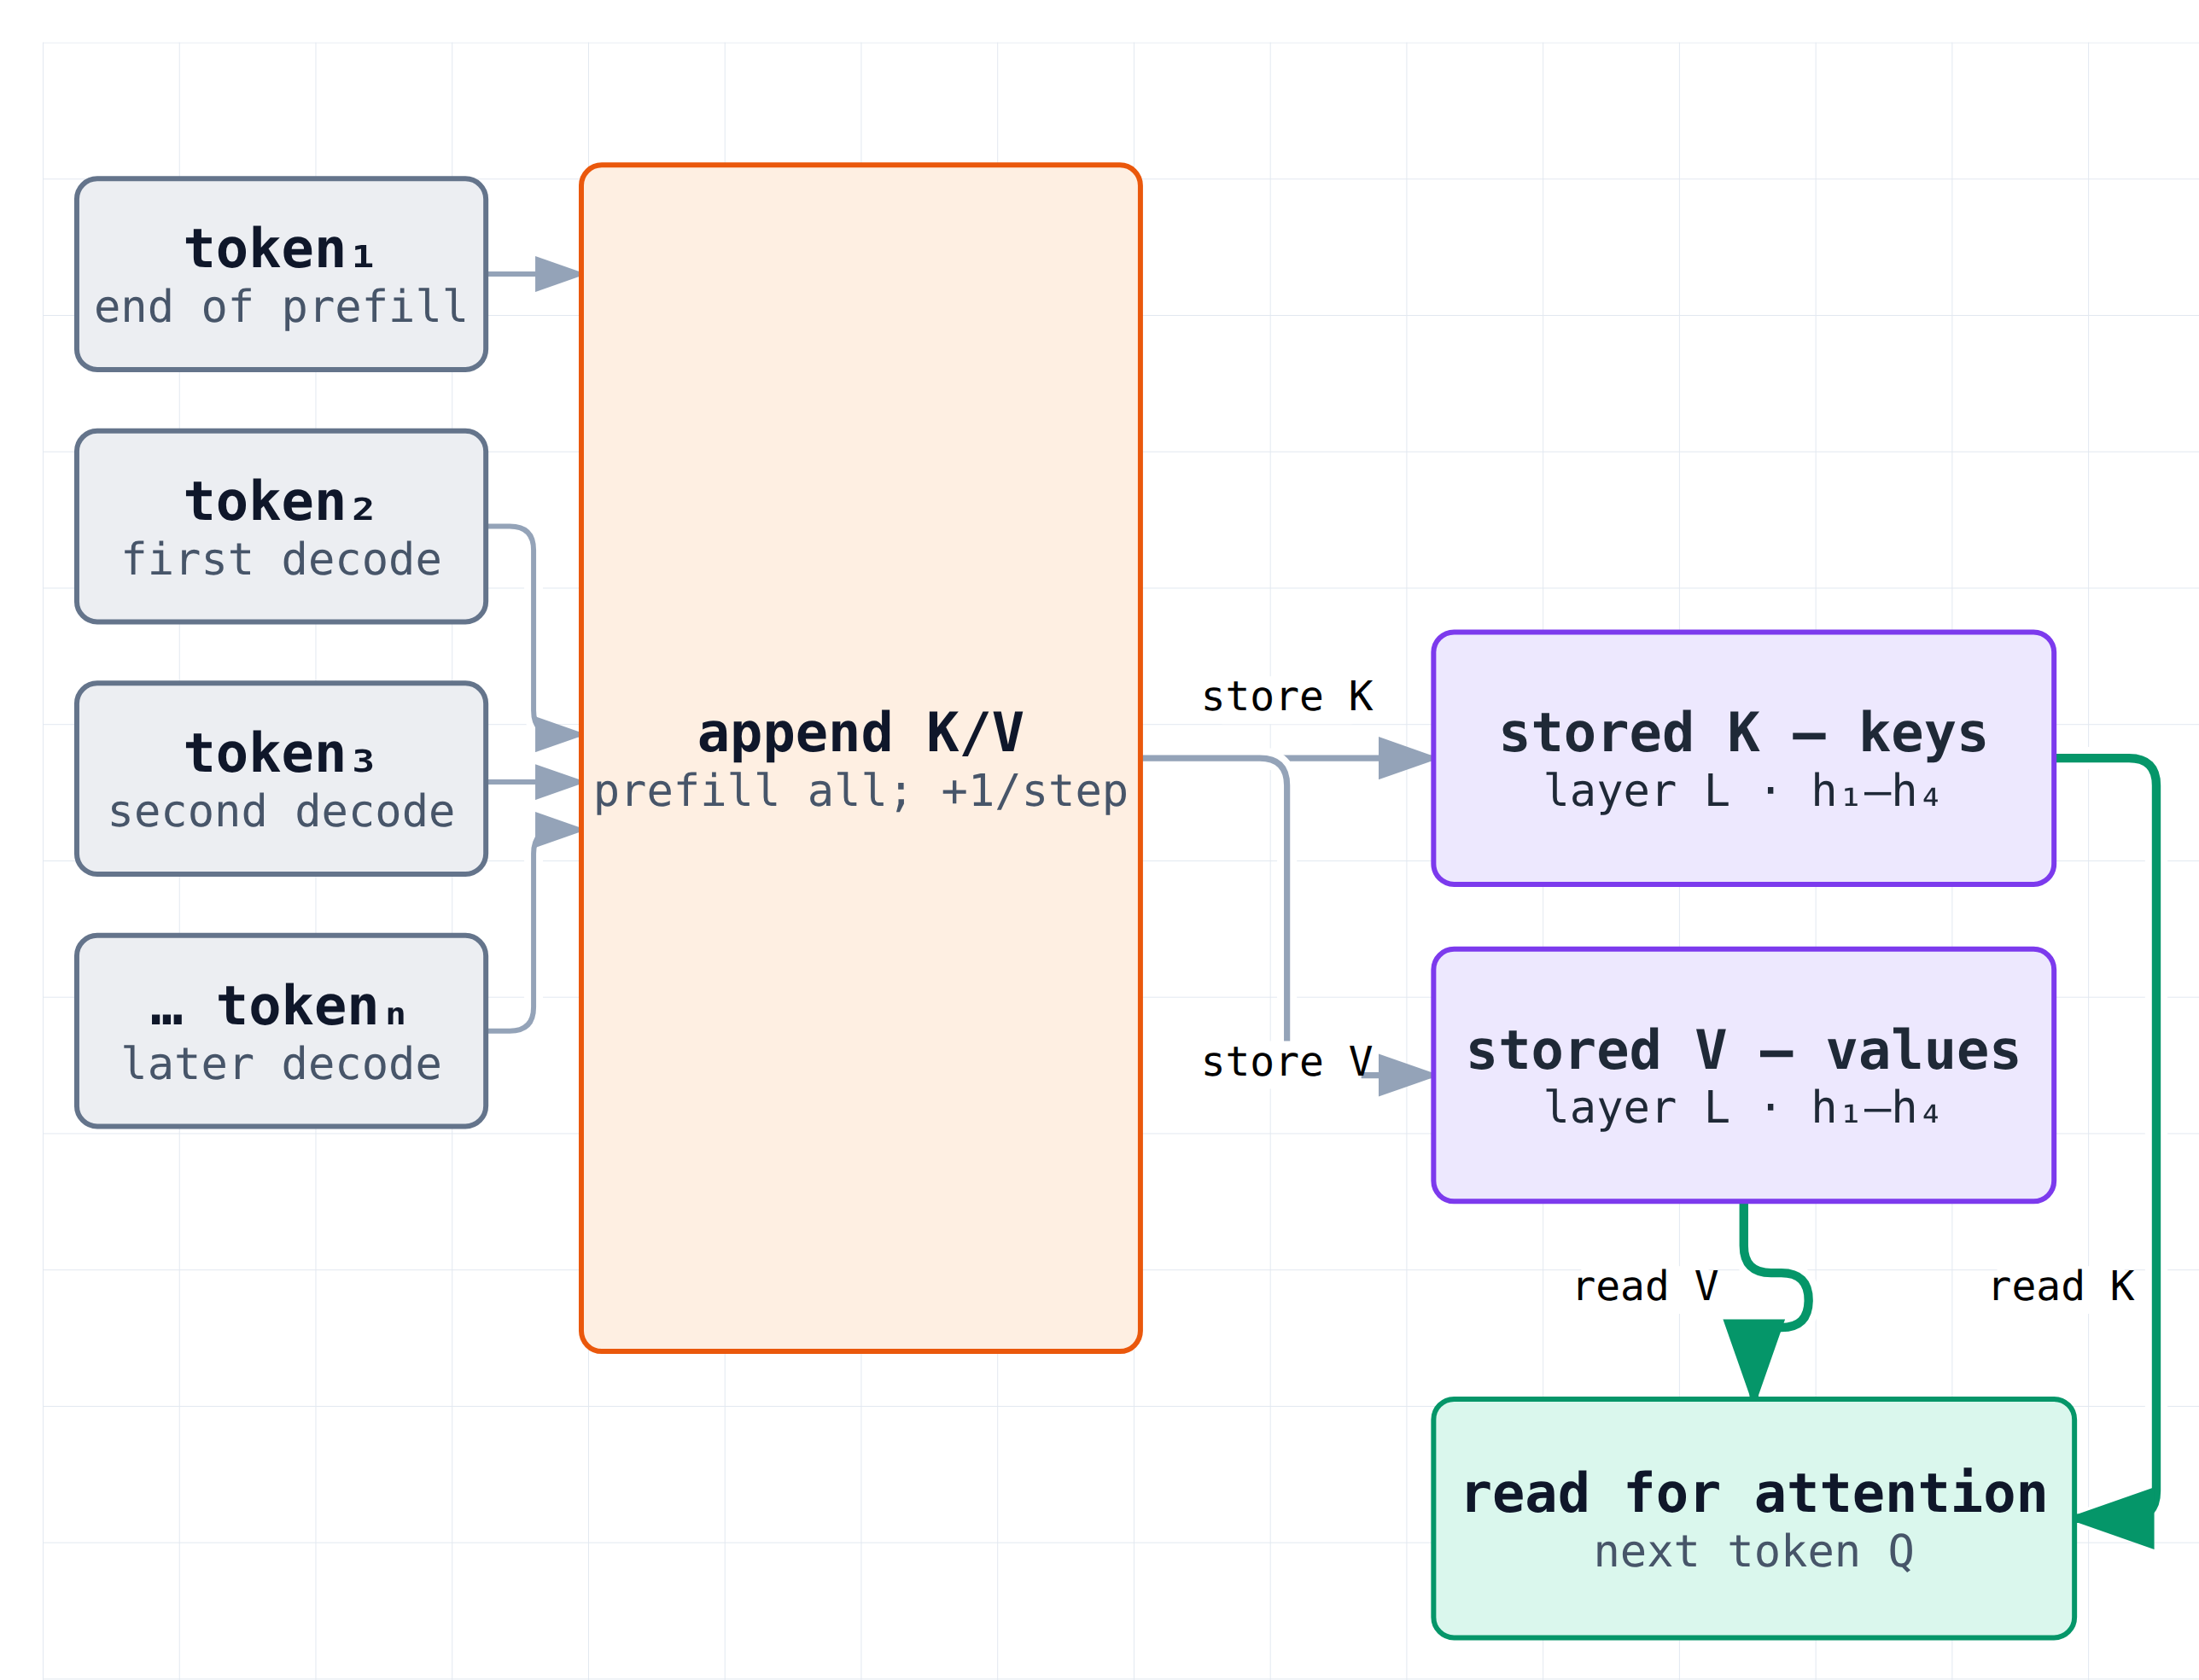 token₁
end of prefill
token₂
first decode
token₃
second decode
… tokenₙ
later decode
append K/V
prefill all; +1/step
store K
store V
stored K — keys
layer L · h₁–h₄
stored V — values
layer L · h₁–h₄
read V
read K
read for attention
next token Q